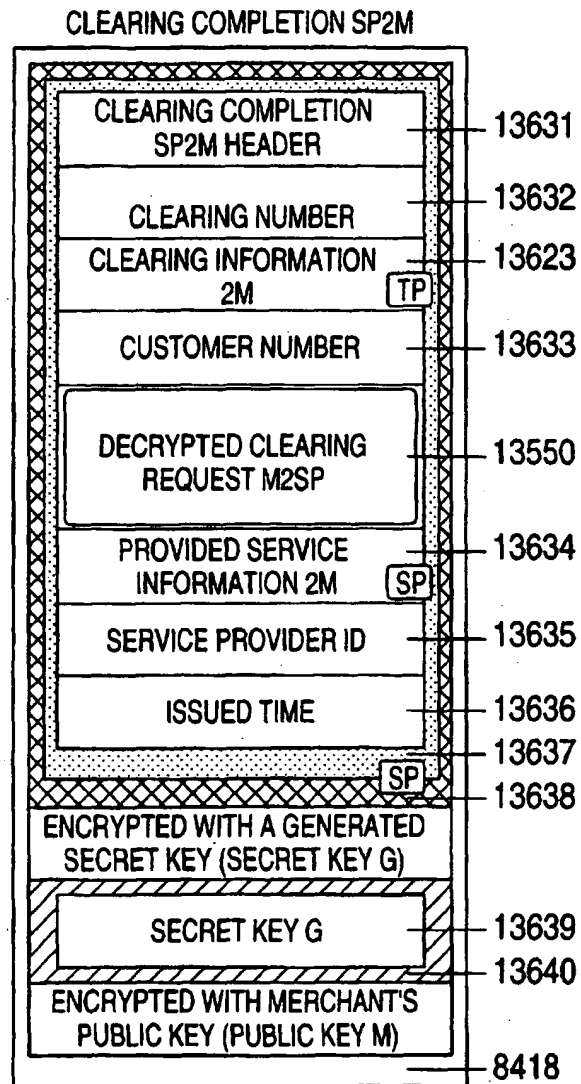 CLEARING COMPLETION SP2M
CLEARING COMPLETION
SP2M HEADER
13631
CLEARING NUMBER
13632
CLEARING INFORMATION
2M
TP
13623
CUSTOMER NUMBER
13633
DECRYPTED CLEARING
REQUEST M2SP
13550
PROVIDED SERVICE
INFORMATION 2M
SP
13634
SERVICE PROVIDER ID
13635
ISSUED TIME
13636
13637
SP
13638
ENCRYPTED WITH A GENERATED
SECRET KEY (SECRET KEY G)
SECRET KEY G
13639
13640
ENCRYPTED WITH MERCHANT'S
PUBLIC KEY (PUBLIC KEY M)
8418